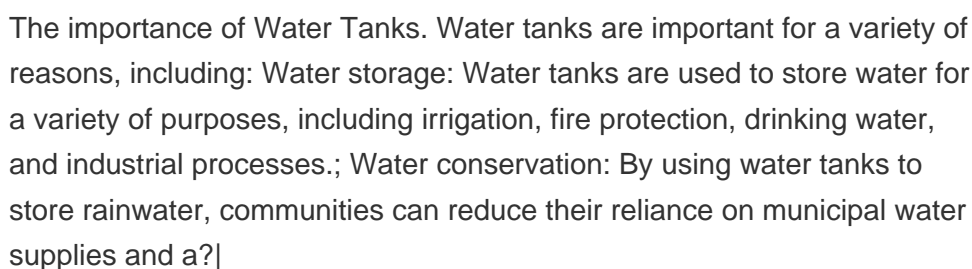 The importance of Water Tanks. Water tanks are important for a variety of
reasons, including: Water storage: Water tanks are used to store water for
a variety of purposes, including irrigation, fire protection, drinking water,
and industrial processes.; Water conservation: By using water tanks to
store rainwater, communities can reduce their reliance on municipal water
supplies and a?|